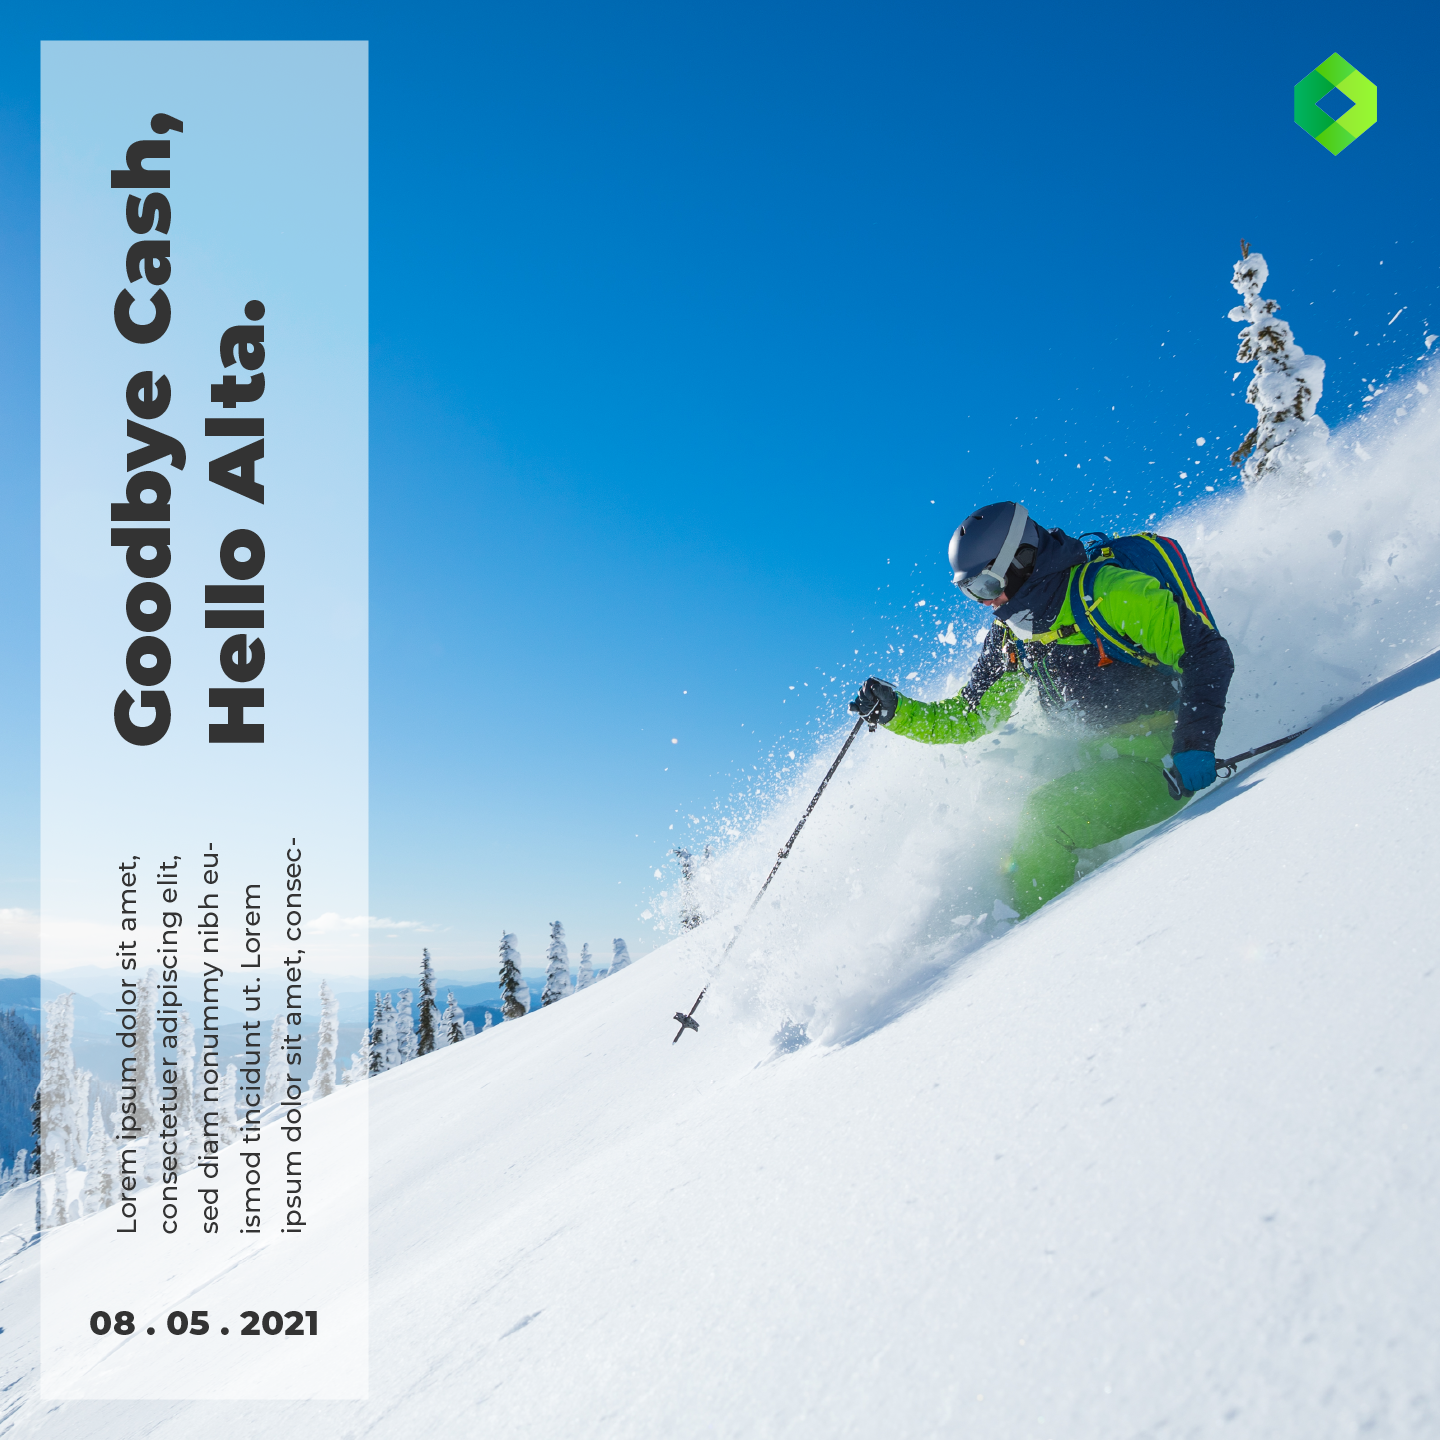 Goodbye Cash,
Hello Alta.
Lorem ipsum dolor sit amet,
consectetuer adipiscing elit,
sed diam nonummy nibh eu-
ismod tincidunt ut. Lorem
ipsum dolor sit amet, consec-
08 . 05 . 2021